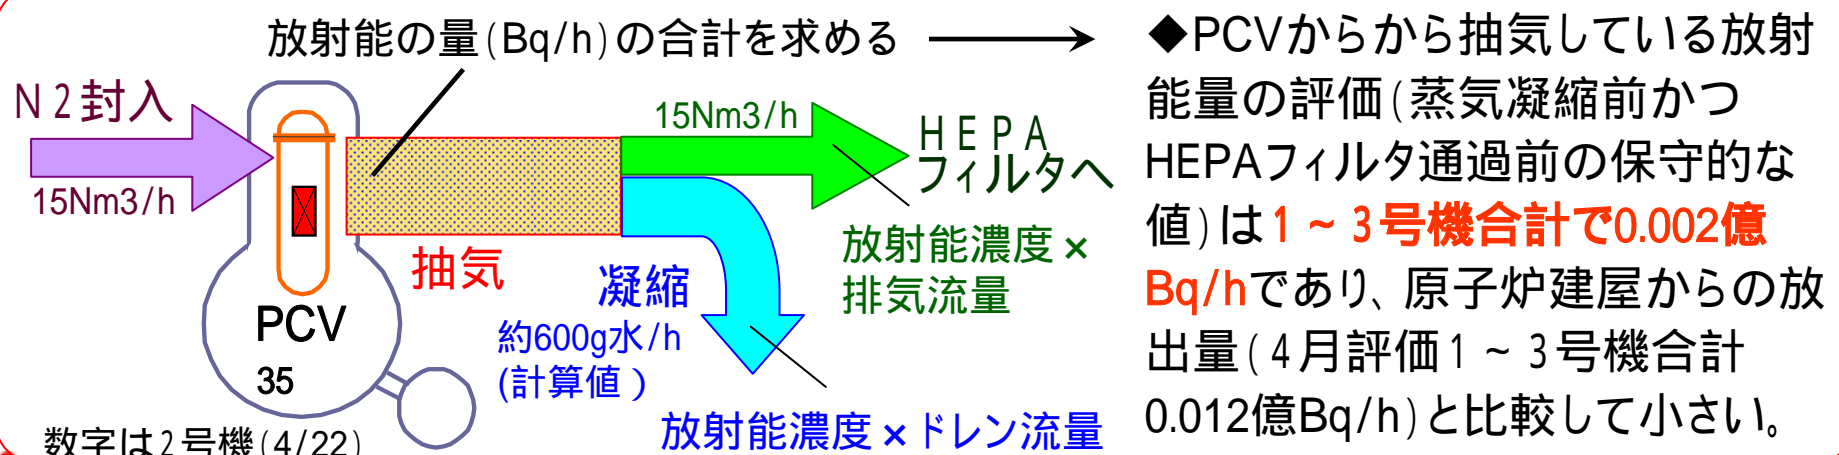 放射能の量(Bq/h)の合計を求める
N2封入
15Nm3/h
PCV
35
数字は2号機(4/22)
抽気
15Nm3/h
HEPA
フィルタへ
放射能濃度×
排気流量
凝縮
約600g水/h
(計算値)
放射能濃度×ドレン流量
◆PCVからから抽気している放射
能量の評価(蒸気凝縮前かつ
HEPAフィルタ通過前の保守的な
値)は1~3号機合計で0.002億
Bq/hであり、原子炉建屋からの放
出量(4月評価1~3号機合計
0.012億Bq/h)と比較して小さい。